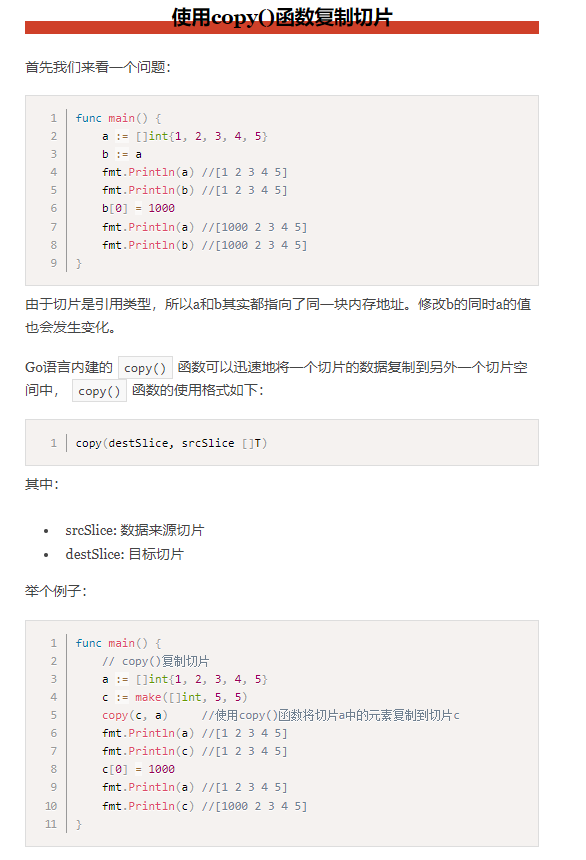 使用copy()函数复制切片
首先我们来看一个问题：
1 func main() {
2     a := []int{1, 2, 3, 4, 5}
3     b := a
4     fmt.Println(a) //[1 2 3 4 5]
5     fmt.Println(b) //[1 2 3 4 5]
6     b[0] = 1000
7     fmt.Println(a) //[1000 2 3 4 5]
8     fmt.Println(b) //[1000 2 3 4 5]
9 }
由于切片是引用类型，所以a和b其实都指向了同一块内存地址。修改b的同时a的值
也会发生变化。
Go语言内建的 copy() 函数可以迅速地将一个切片的数据复制到另外一个切片空
间中， copy() 函数的使用格式如下：
1 copy(destSlice, srcSlice []T)
其中：
• srcSlice: 数据来源切片
• destSlice: 目标切片
举个例子：
1 func main() {
2     // copy()复制切片
3     a := []int{1, 2, 3, 4, 5}
4     c := make([]int, 5, 5)
5     copy(c, a)     //使用copy()函数将切片a中的元素复制到切片c
6     fmt.Println(a) //[1 2 3 4 5]
7     fmt.Println(c) //[1 2 3 4 5]
8     c[0] = 1000
9     fmt.Println(a) //[1 2 3 4 5]
10     fmt.Println(c) //[1000 2 3 4 5]
11 }